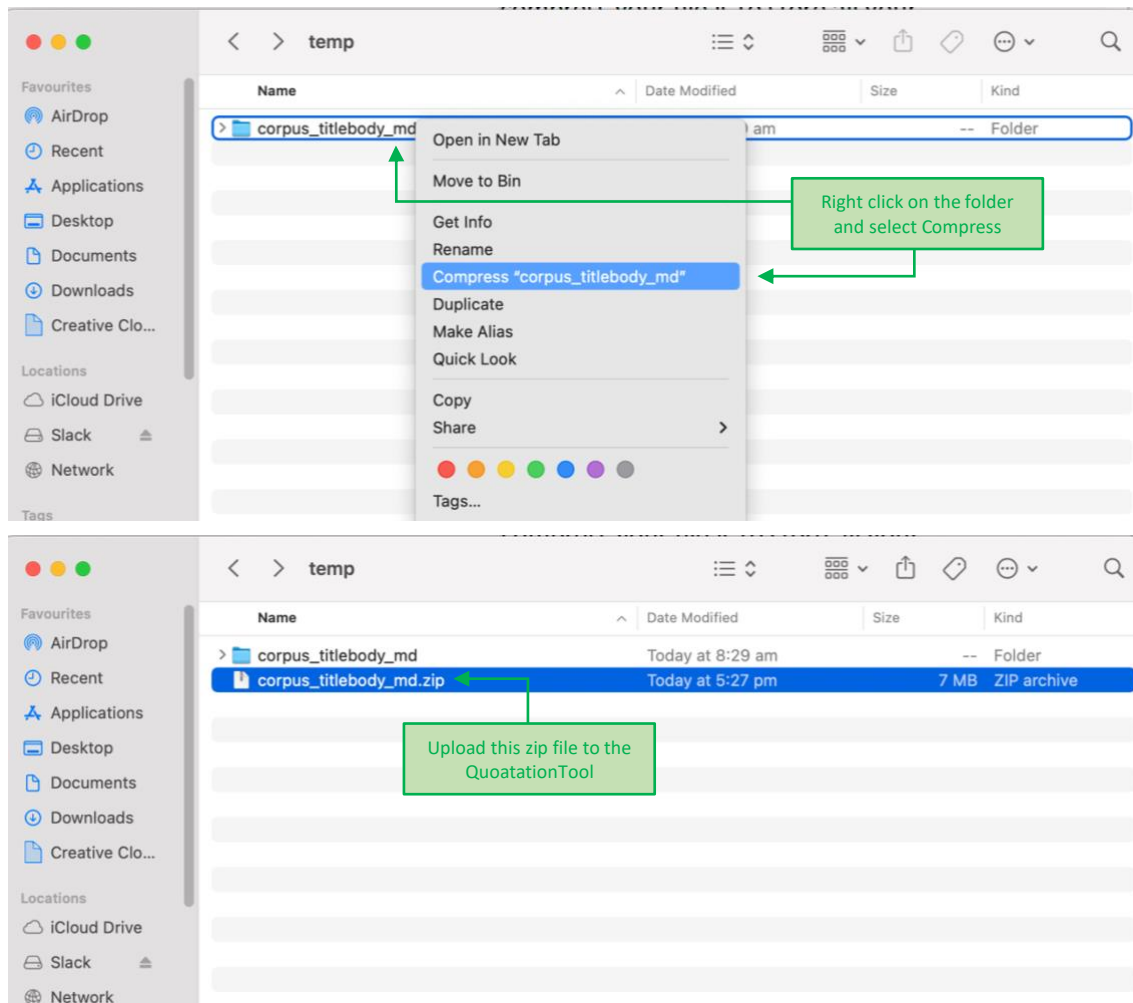 temp
Favourites
Name
Date Modified
Size
Kind
AirDrop
corpus_titlebody_md
am
--
Folder
Open in New Tab
Recent
Move to Bin
Applications
Right click on the folder
and select Compress
Desktop
Get Info
Rename
Documents
Compress "corpus_titlebody_md"
Downloads
Duplicate
Creative Clo...
Make Alias
Quick Look
Locations
iCloud Drive
Copy
Slack
Share
Network
Tags...
Tags
temp
Favourites
Name
Date Modified
Size
Kind
AirDrop
corpus_titlebody_md
Today at 8:29 am
--
Folder
Recent
corpus_titlebody_md.zip
Today at 5:27 pm
7 MB
ZIP archive
Applications
Desktop
Upload this zip file to the
QuoatationTool
Documents
Downloads
Creative Clo...
Locations
iCloud Drive
Slack
Network